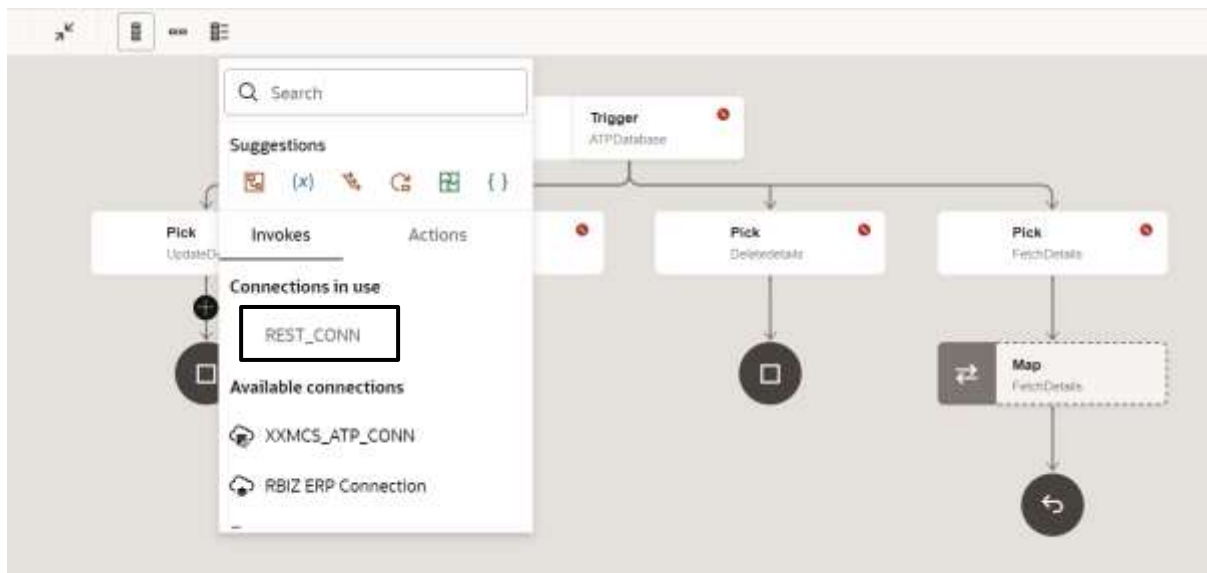 Search
Suggestions
(x)
{ }
Invokes
Actions
Connections in use
REST_CONN
Available connections
XXMCS_ATP_CONN
RBIZ ERP Connection
Trigger
ATPDatabase
Pick
Pick
Deletedetails
Pick
FetchDetails
Map
FetchDetails